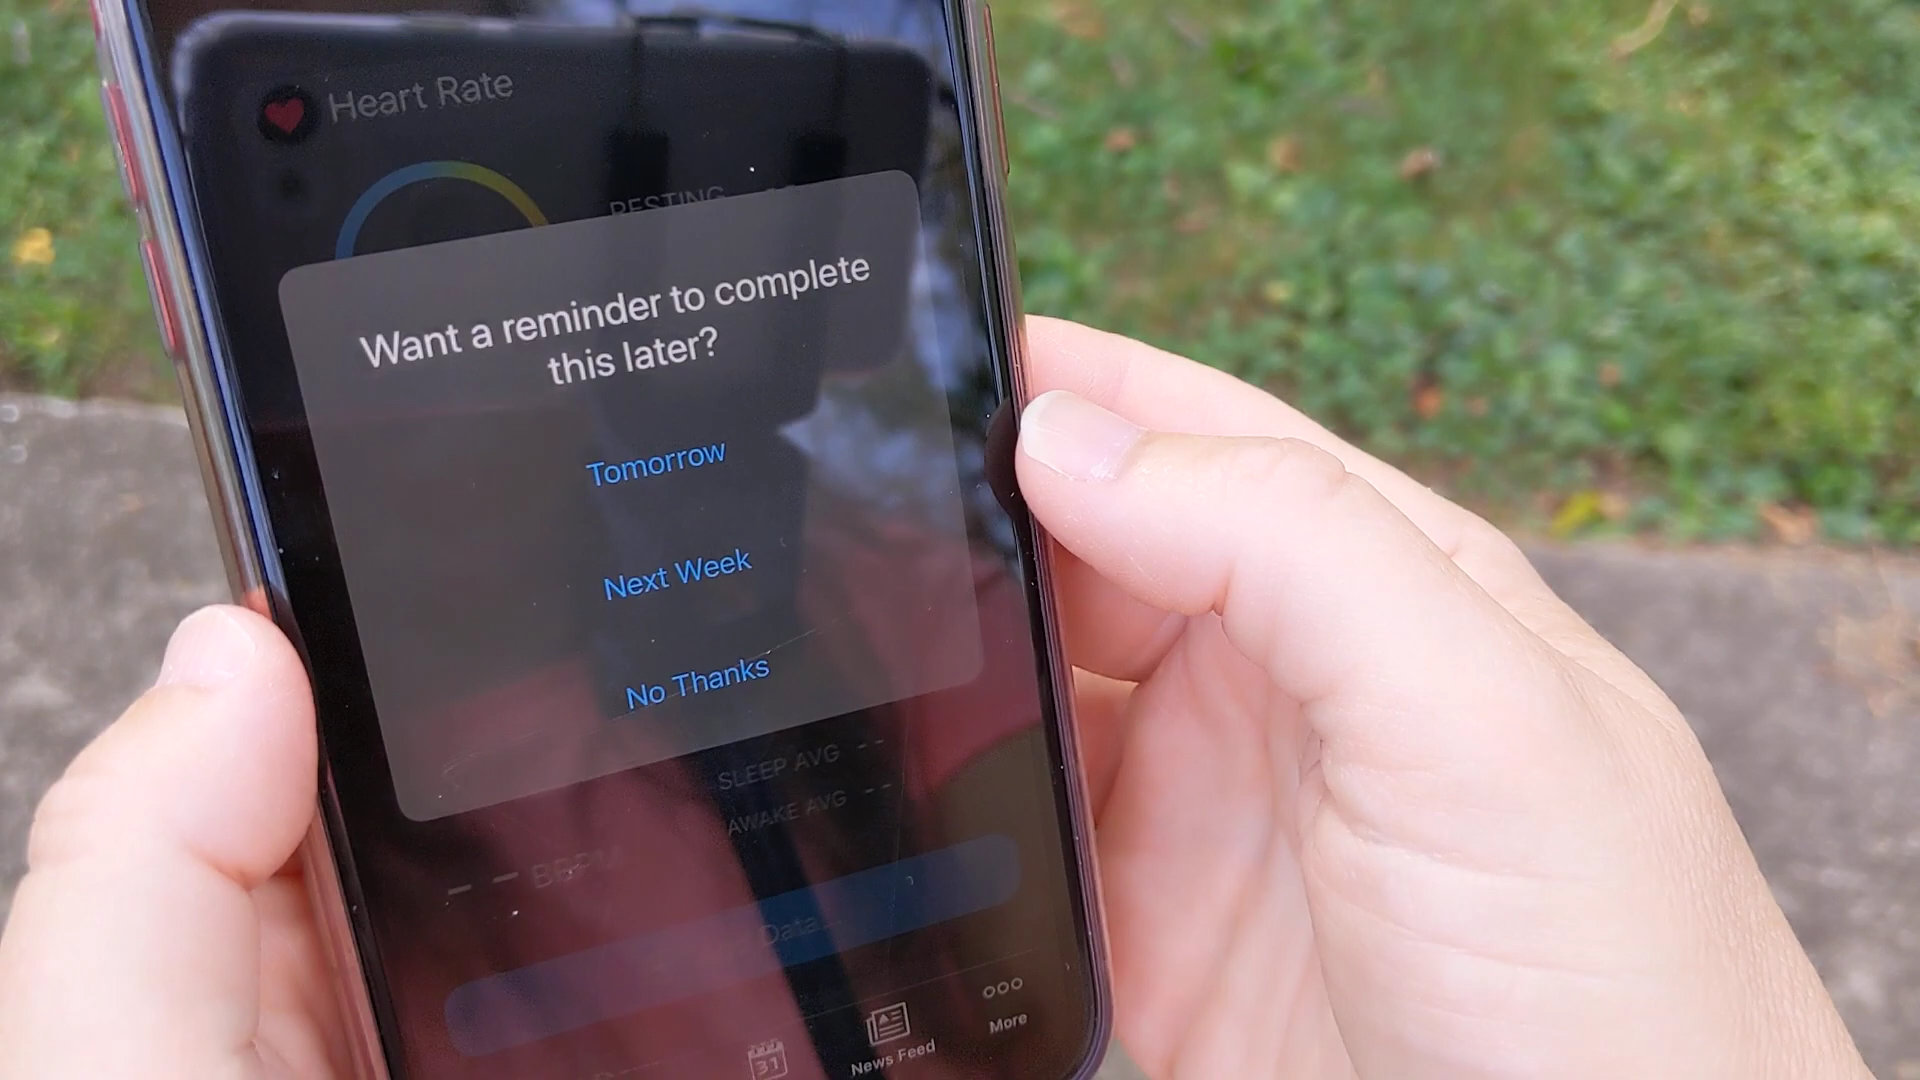 Heart Rate
RESTING
Want a reminder to complete
this later?
Tomorrow
Next Week
No Thanks
SLEEP AVG --
AWAKE AVG --
-- BPM
Data
31
News Feed
More